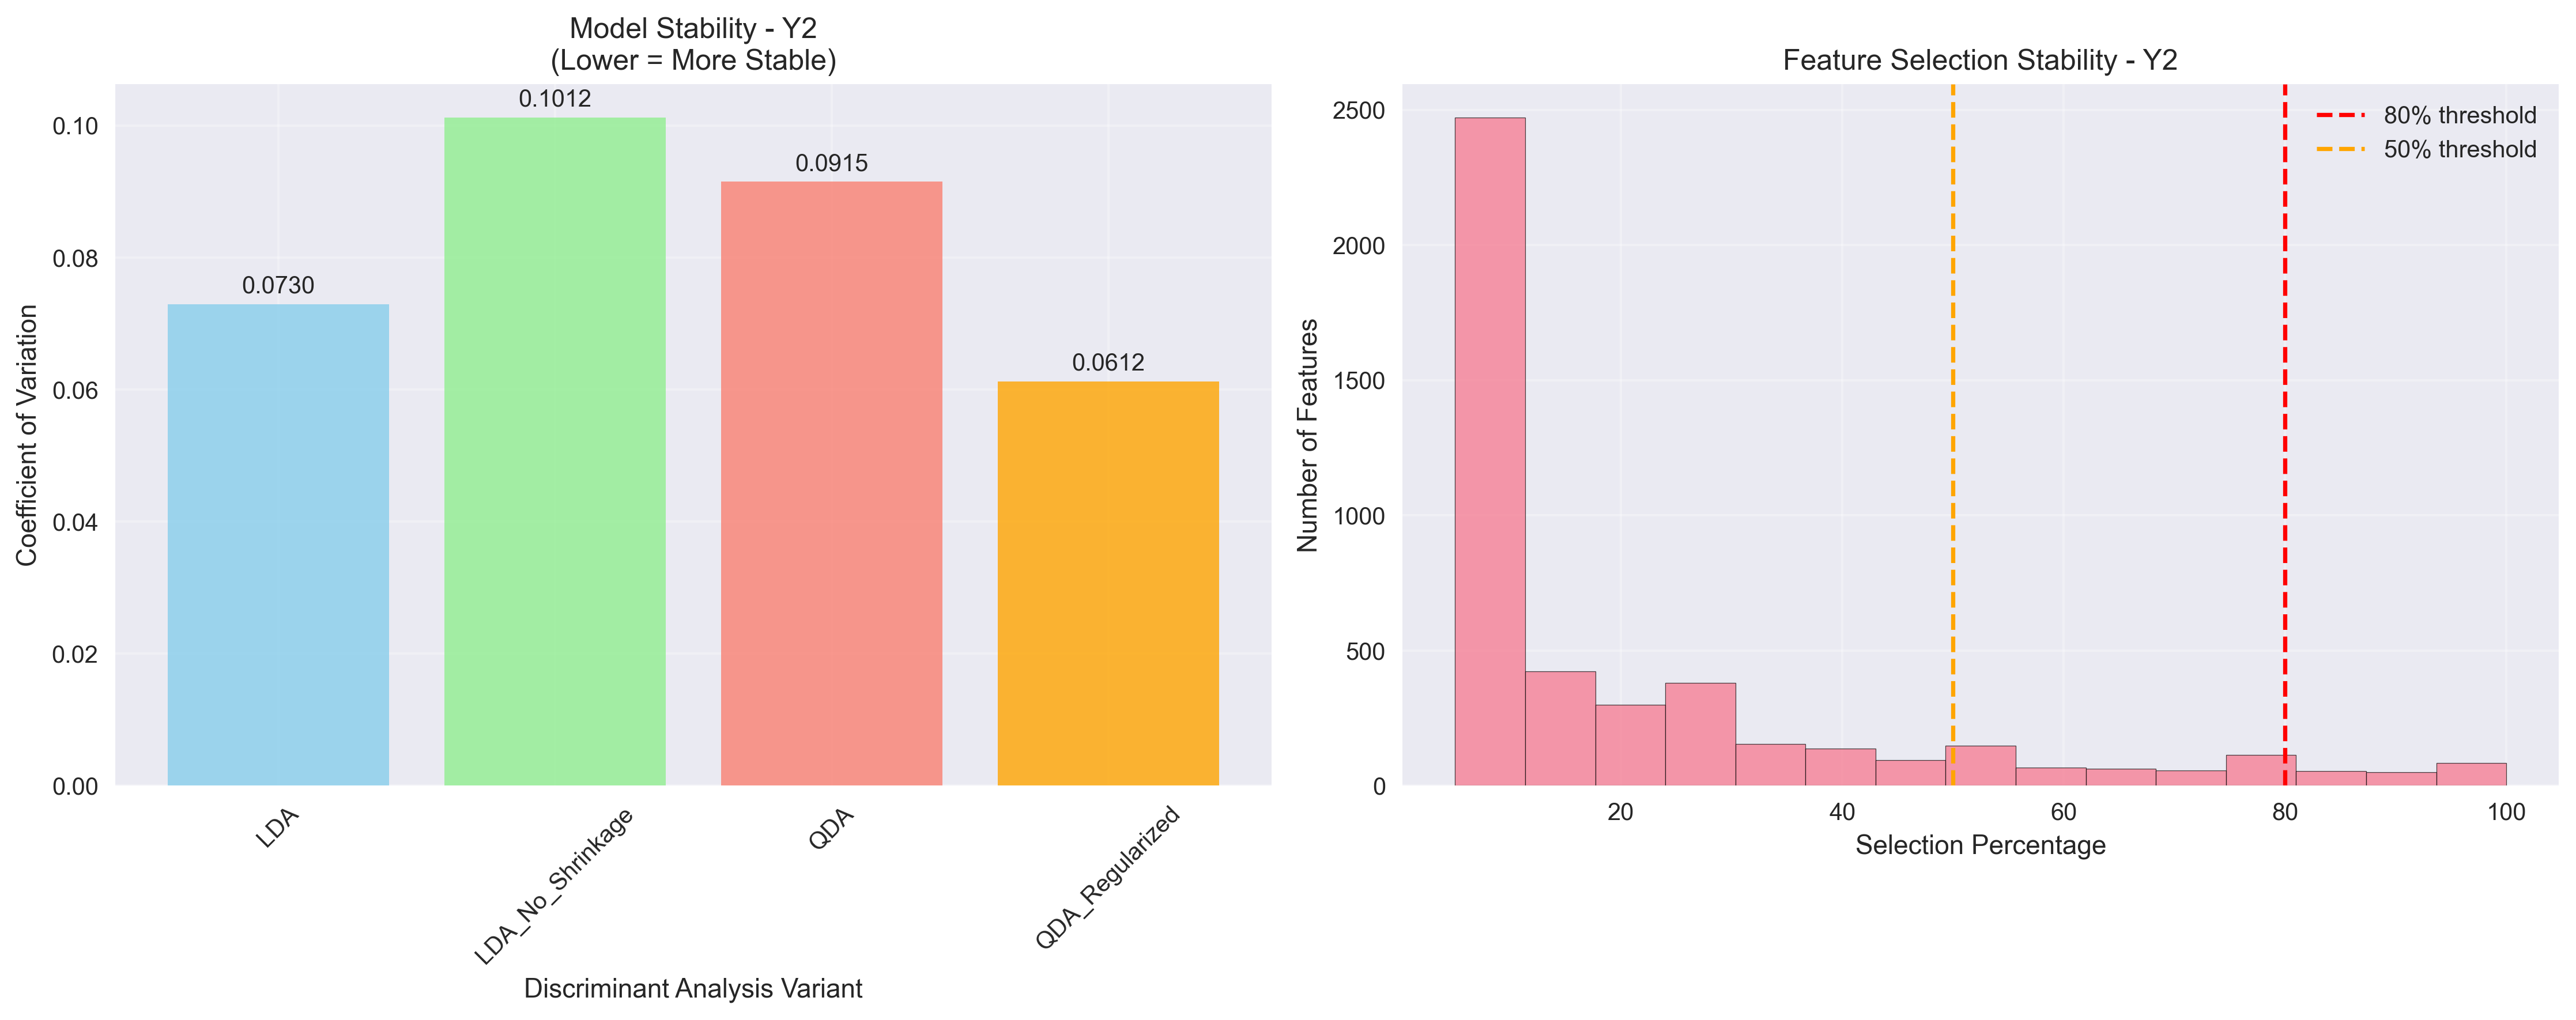 Model Stability - Y2
(Lower = More Stable)
Coefficient of Variation
0.10
0.08
0.06
0.04
0.02
0.00
0.0730
0.1012
0.0915
0.0612
LDA
LDA_No_Shrinkage
QDA
QDA_Regularized
Discriminant Analysis Variant
Feature Selection Stability - Y2
Number of Features
2500
2000
1500
1000
500
0
80% threshold
50% threshold
20
40
60
80
100
Selection Percentage